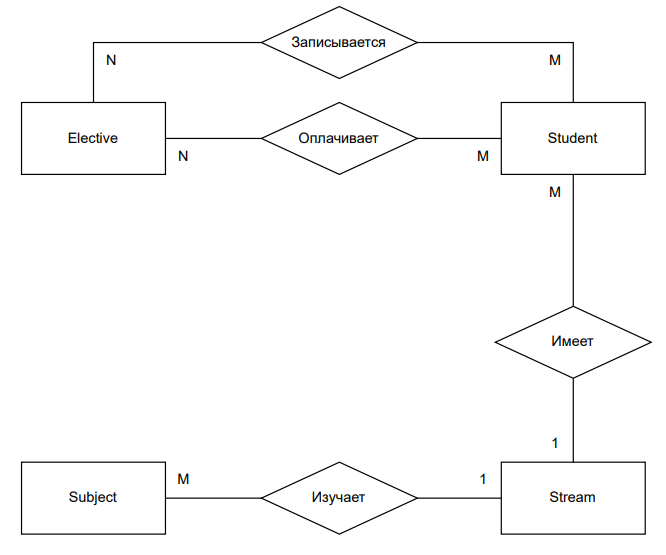 Записывается
N
M
Elective
Оплачивает
Student
N
M
M
Имеет
1
M
1
Subject
Изучает
Stream